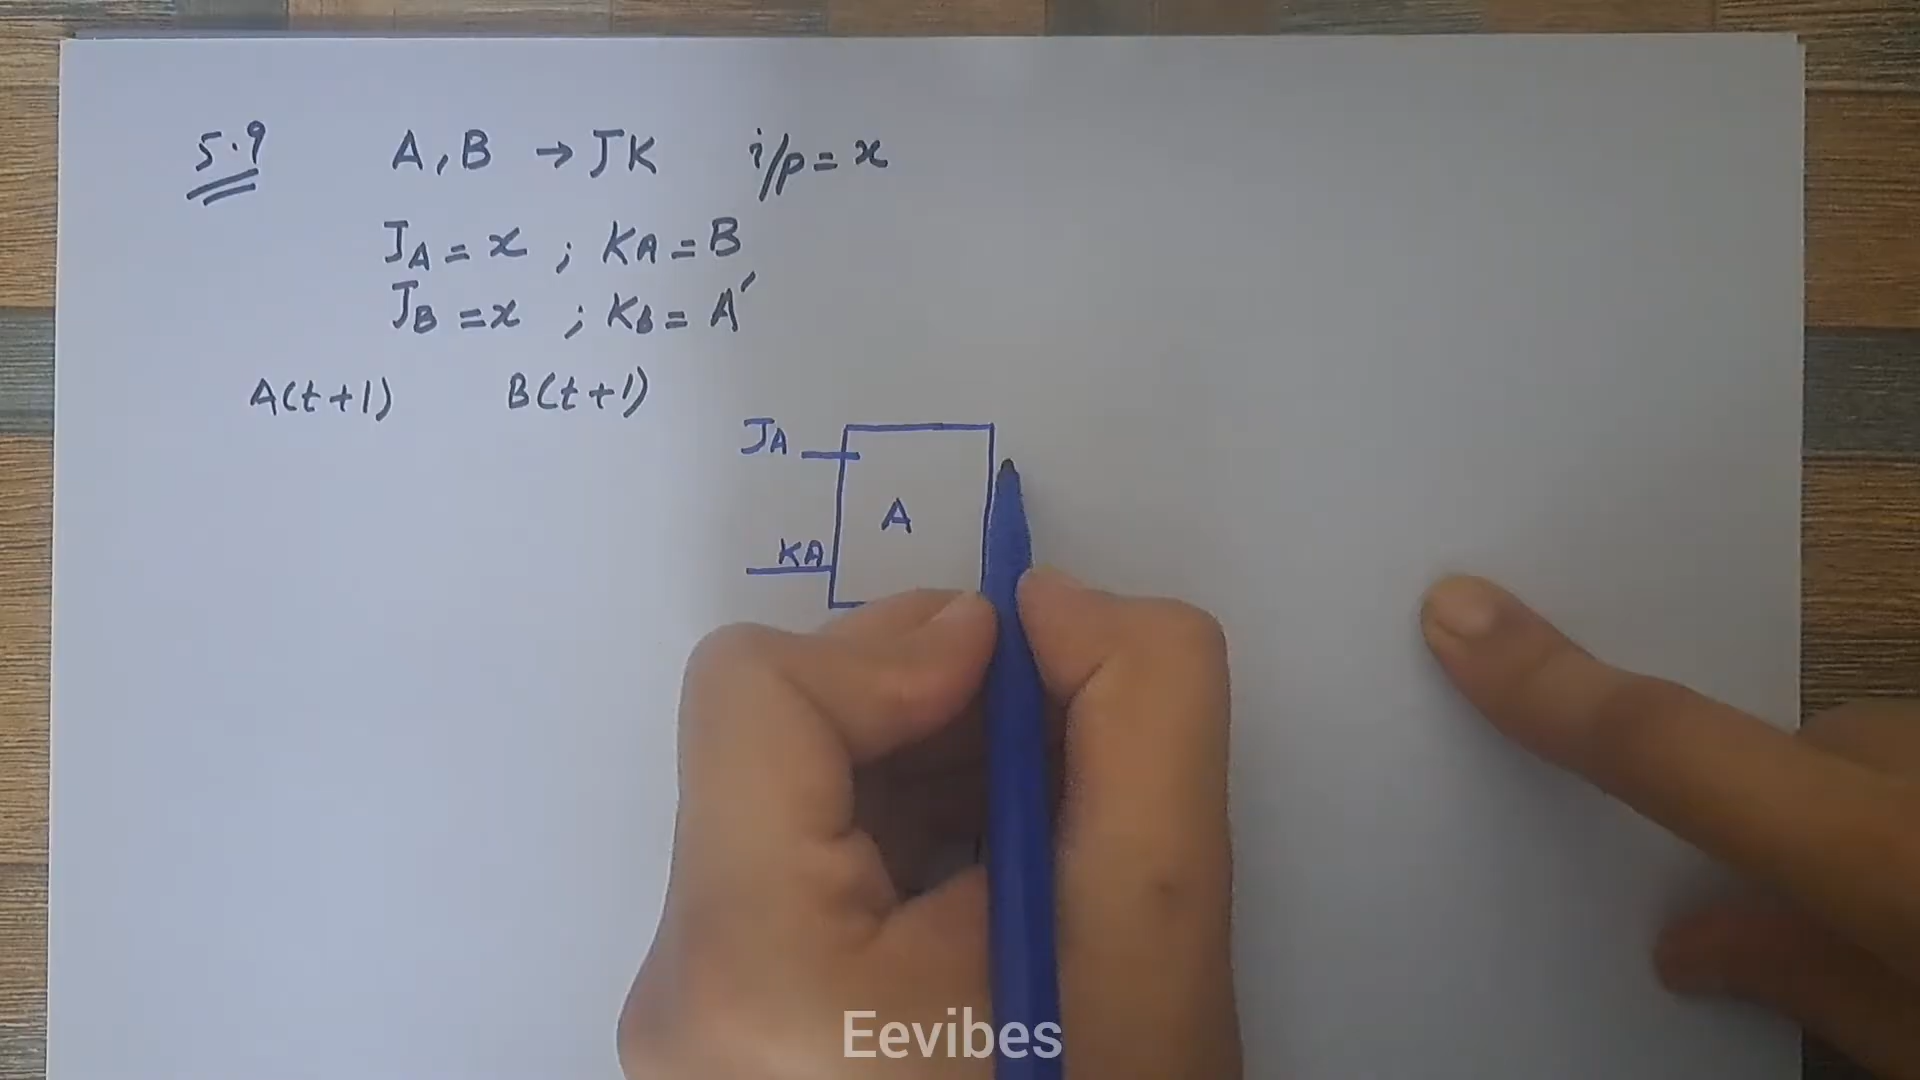 5.9 A, B → JK i/p = x
JA = x ; KA = B
JB = x ; KB = A′
A(t+1) B(t+1)
JA
A
KA
Eevibes